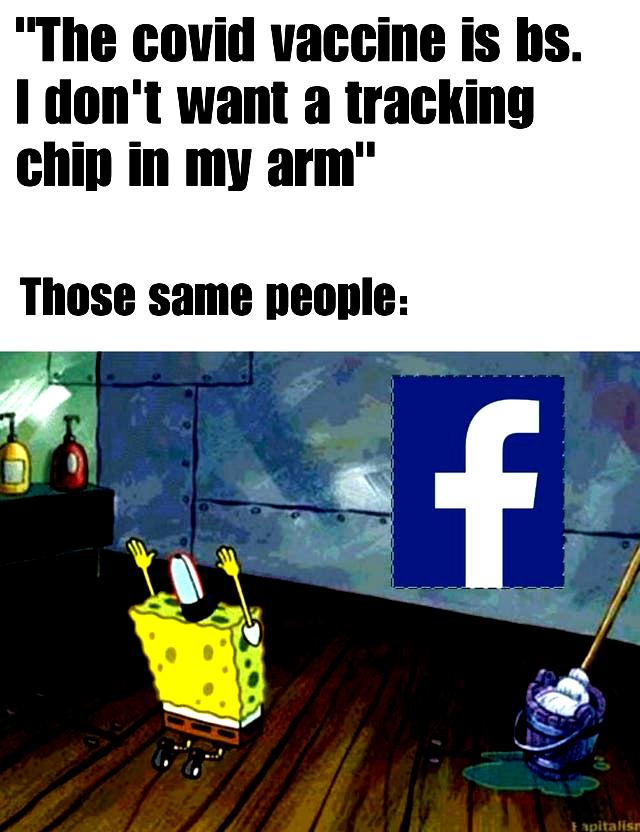 "The covid vaccine is bs.
I don't want a tracking
chip in my arm"
Those same people:
f